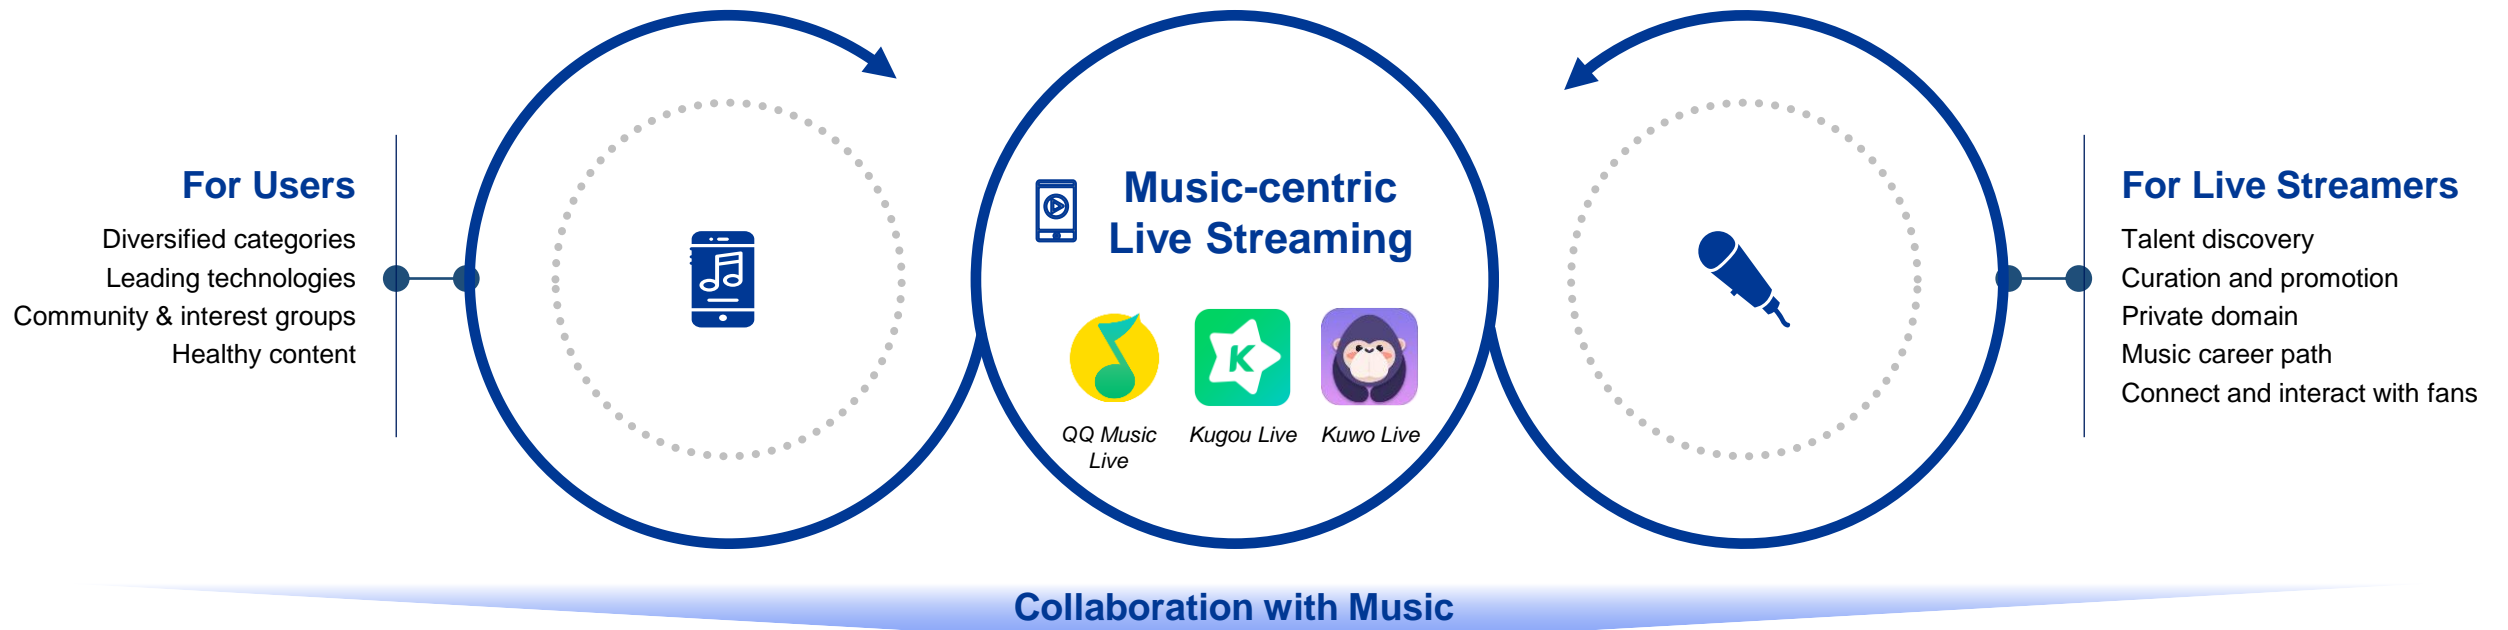 For Users
Diversified categories
Leading technologies
Community & interest groups
Healthy content
Music-centric
Live Streaming
K
QQ Music
Live
Kugou Live
Kuwo Live
For Live Streamers
Talent discovery
Curation and promotion
Private domain
Music career path
Connect and interact with fans
Collaboration with Music